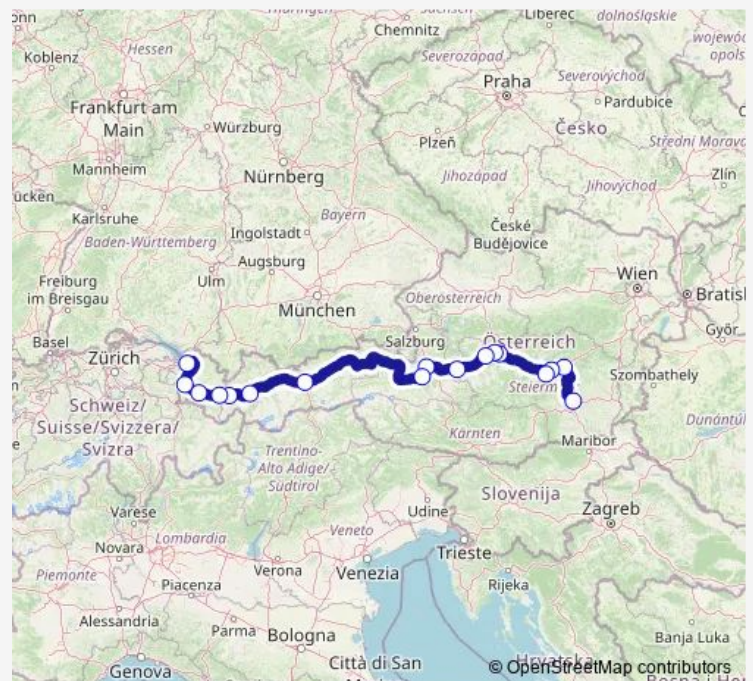 Liberec
dolnośląskie
Chemnitz
Koblenz
Hessen
Severozápad
Praha
Severovýchod
Pardubice
Frankfurt am
Main
Würzburg
Česko
Plzeň
Mannheim
Nürnberg
Jihozápad
Jihovýchod
Zlín
Karlsruhe
Bayern
Ingolstadt
České
Budějovice
Baden-Württemberg
Augsburg
Ulm
Wien
Freiburg
im Breisgau
München
Oberösterreich
Salzburg
Österreich
Győr
Basel
Zürich
Steierm
Szombathely
Schweiz/
Suisse/Svizzera/
Svizra
Kärnten
Maribor
Trentino-
Alto Adige/
Südtirol
Slovenija
Varese
Udine
Zagreb
Lombardia
Veneto
Novara
Trieste
Verona
Venezia
Rijeka
Piemonte
Piacenza
Alessandria
Parma
Bologna
Banja Luka
Genova
Città di San
© OpenStreetMap contributors